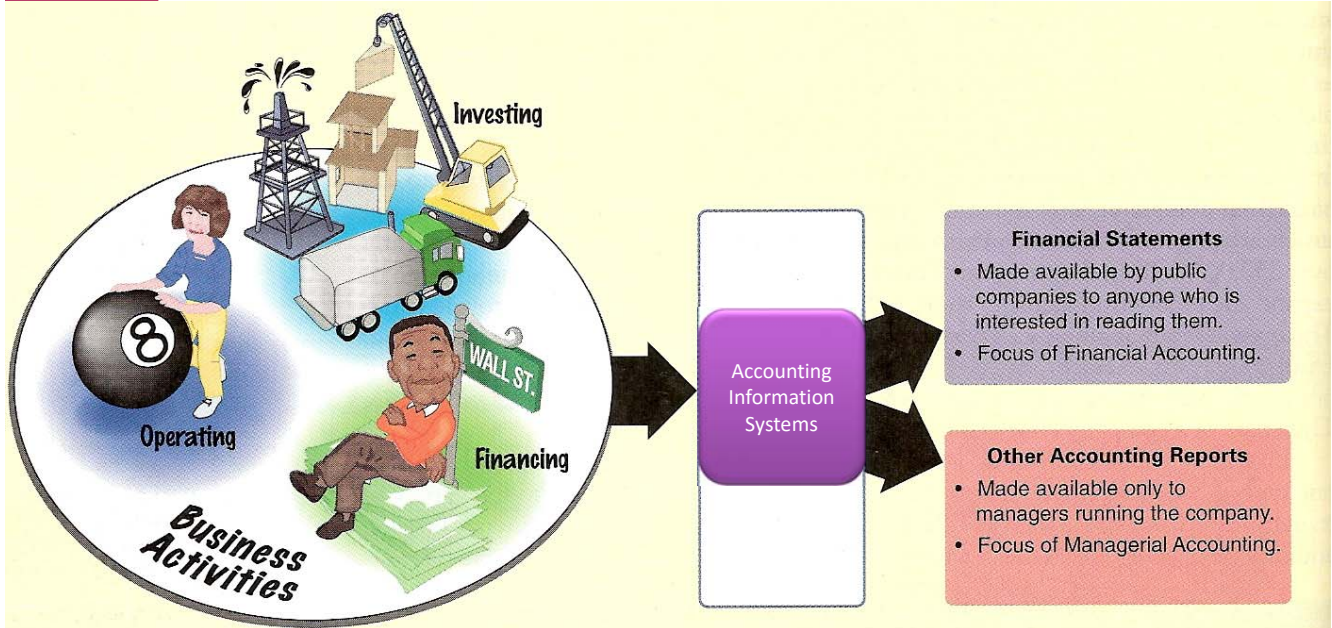 Investing
WALL ST.
Operating
Financing
Business
Activities
8
Accounting
Information
Systems
Financial Statements
• Made available by public
companies to anyone who is
interested in reading them.
• Focus of Financial Accounting.
Other Accounting Reports
• Made available only to
managers running the company.
• Focus of Managerial Accounting.